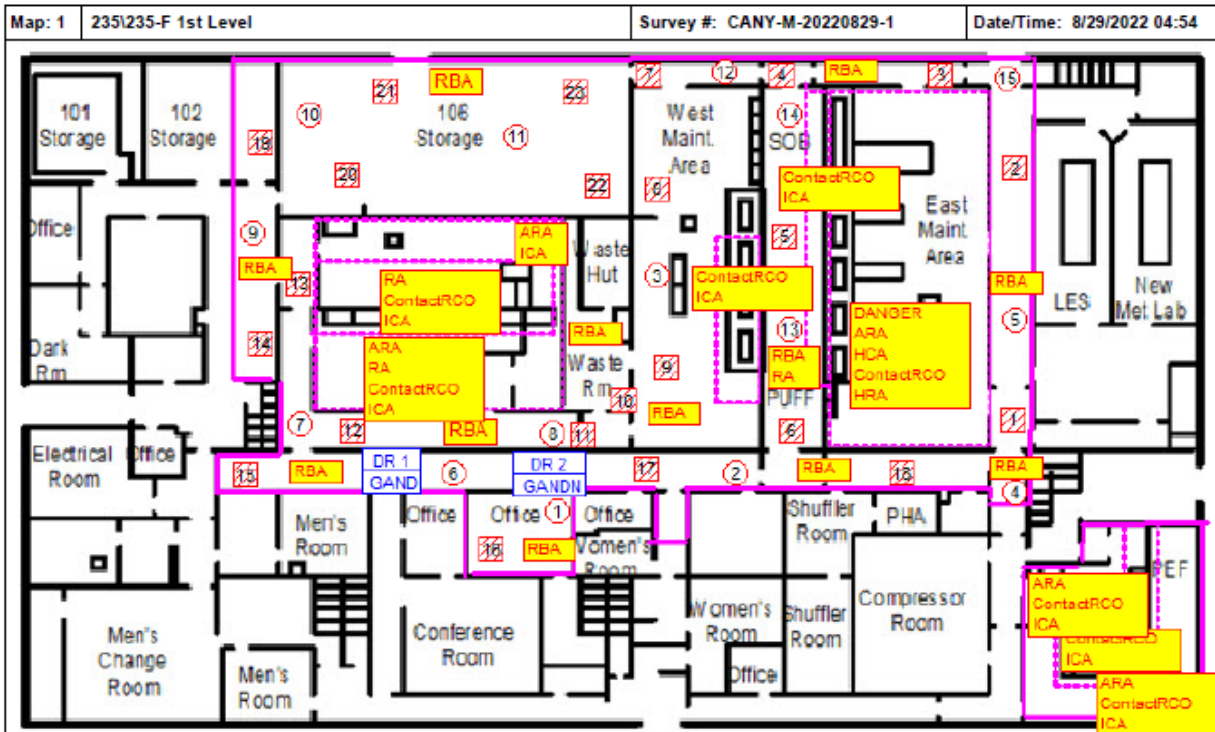 Map: 1 235\235-F 1st Level Survey #: CANY-M-20220829-1 Date/Time: 8/29/2022 04:54
7 12 4 RBA 3 15
21 RBA 23
101
Storage
102
Storage
10
106
Storage
11
West
Maint.
Area
14
SOB
19
20
22
8
ContactRCO
ICA
2
Office
9
RBA
13
ARA
ICA
Waste
Hut
3
5
East
Maint.
Area
RA
ContactRCO
ICA
ContactRCO
ICA
RBA
LES
New
Met Lab
Dark
Rm
14
ARA
RA
ContactRCO
ICA
RBA
Waste
Rm
9
10
13
RBA
RA
PUFF
DANGER
ARA
HCA
ContactRCO
HRA
5
7
12
RBA
8
11
RBA
6
1
Electrical
Room
Office
15
RBA
DR 1
GAND
6
DR 2
GANDN
17
2
RBA
18
RBA
4
Men's
Room
Office
Office
1
16
RBA
Office
Women's
Room
Shuffler
Room
PHA
PEF
Men's
Change
Room
Men's
Room
Conference
Room
Women's
Room
Office
Shuffler
Room
Compressor
Room
ARA
ContactRCO
ICA
ContactRCO
ICA
ARA
ContactRCO
ICA